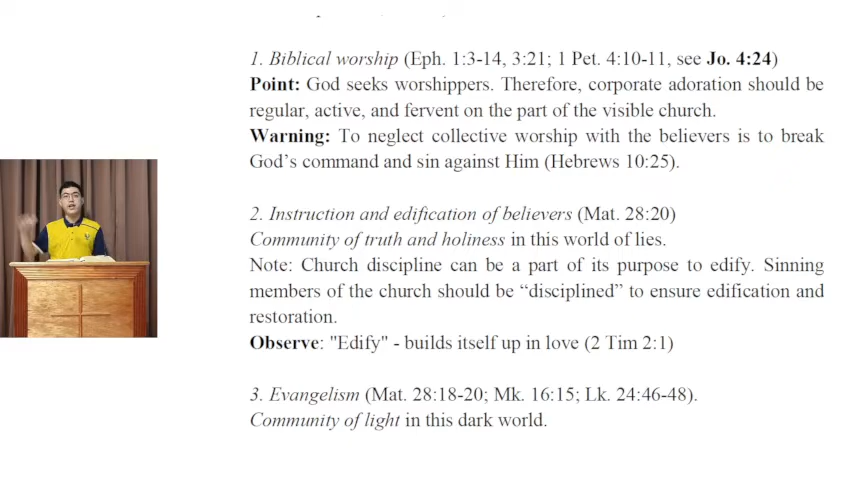 1. Biblical worship (Eph. 1:3-14, 3:21; 1 Pet. 4:10-11, see Jo. 4:24)
Point: God seeks worshippers. Therefore, corporate adoration should be
regular, active, and fervent on the part of the visible church.
Warning: To neglect collective worship with the believers is to break
God’s command and sin against Him (Hebrews 10:25).
2. Instruction and edification of believers (Mat. 28:20)
Community of truth and holiness in this world of lies.
Note: Church discipline can be a part of its purpose to edify. Sinning
members of the church should be “disciplined” to ensure edification and
restoration.
Observe: "Edify" - builds itself up in love (2 Tim 2:1)
3. Evangelism (Mat. 28:18-20; Mk. 16:15; Lk. 24:46-48).
Community of light in this dark world.